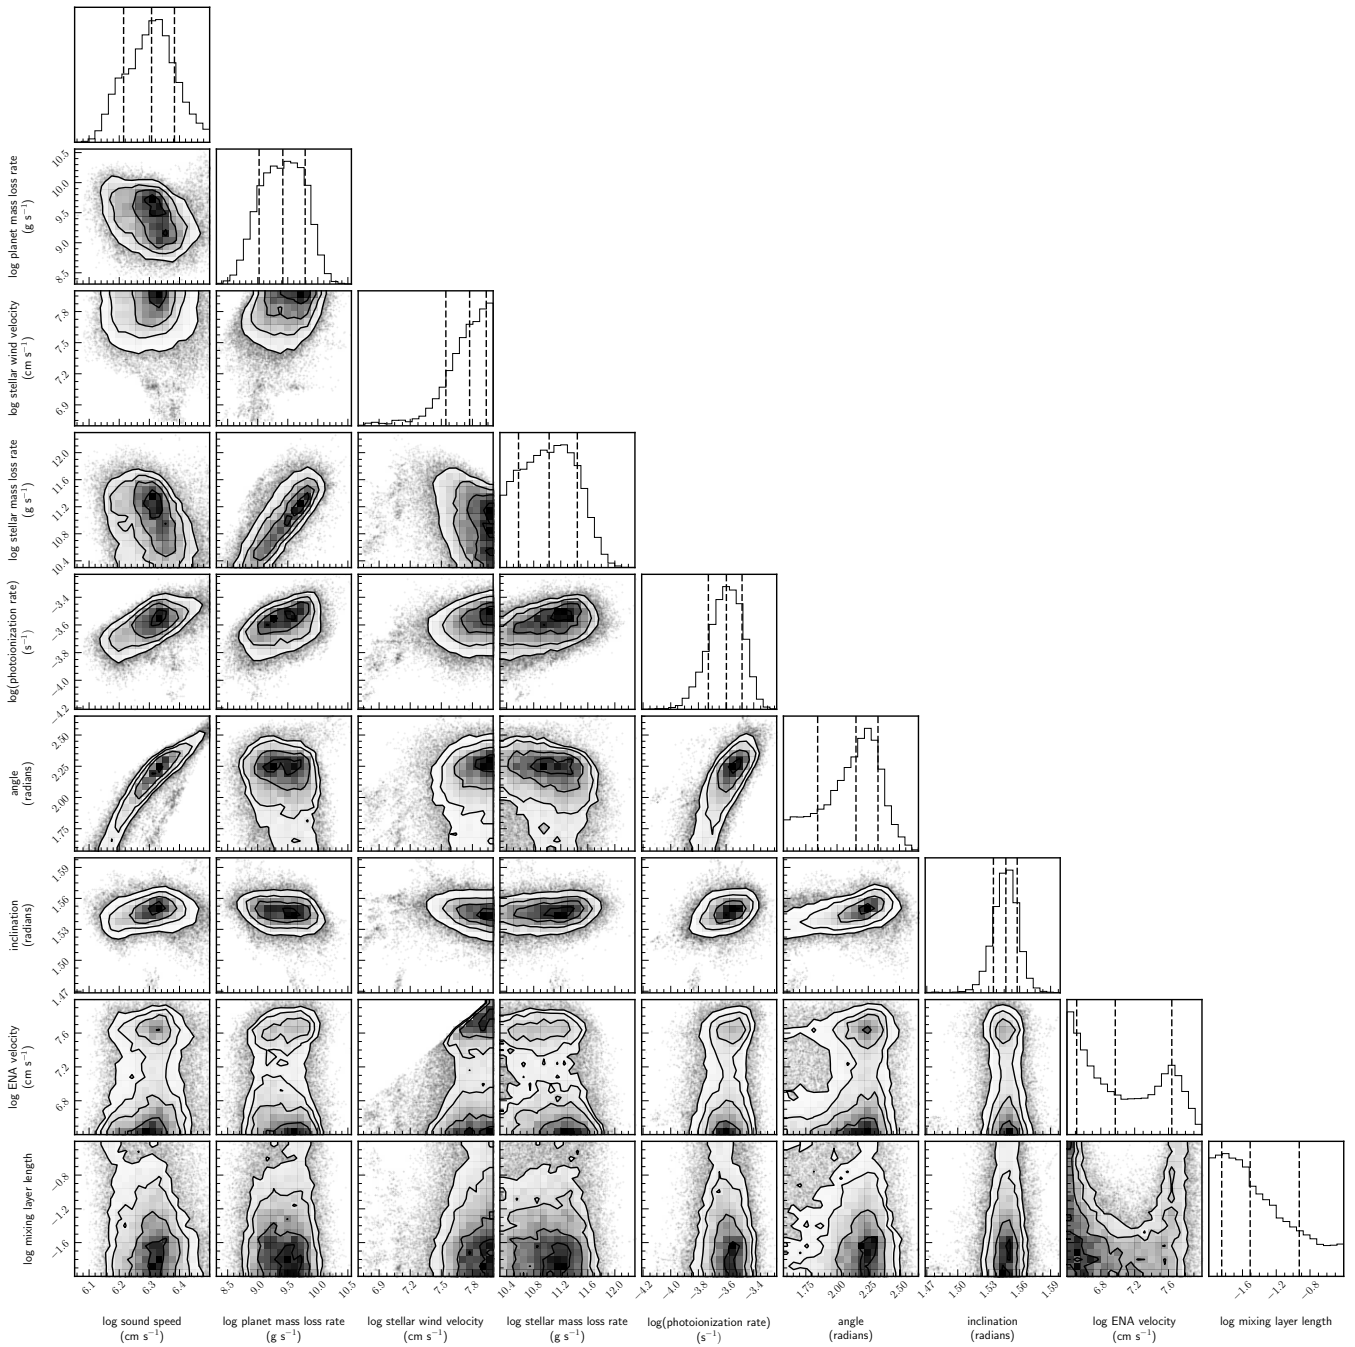 10.5
10.0
9.5
9.0
8.5
log planet mass loss rate
(g s⁻¹)
7.8
7.5
7.2
6.9
log stellar wind velocity
(cm s⁻¹)
12.0
11.6
11.2
10.8
10.4
log stellar mass loss rate
(g s⁻¹)
−3.4
−3.6
−3.8
−4.0
−4.2
log(photoionization rate)
(s⁻¹)
2.50
2.25
2.00
1.75
angle
(radians)
1.59
1.56
1.53
1.50
1.47
inclination
(radians)
7.6
7.2
6.8
log ENA velocity
(cm s⁻¹)
−0.8
−1.2
−1.6
log mixing layer length
6.1 6.2 6.3 6.4
8.5 9.0 9.5 10.0 10.5
6.9 7.2 7.5 7.8
10.4 10.8 11.2 11.6 12.0
−4.2 −4.0 −3.8 −3.6 −3.4
1.75 2.00 2.25 2.50
1.47 1.50 1.53 1.56 1.59
6.8 7.2 7.6
−1.6 −1.2 −0.8
log sound speed
(cm s⁻¹)
log planet mass loss rate
(g s⁻¹)
log stellar wind velocity
(cm s⁻¹)
log stellar mass loss rate
(g s⁻¹)
log(photoionization rate)
(s⁻¹)
angle
(radians)
inclination
(radians)
log ENA velocity
(cm s⁻¹)
log mixing layer length